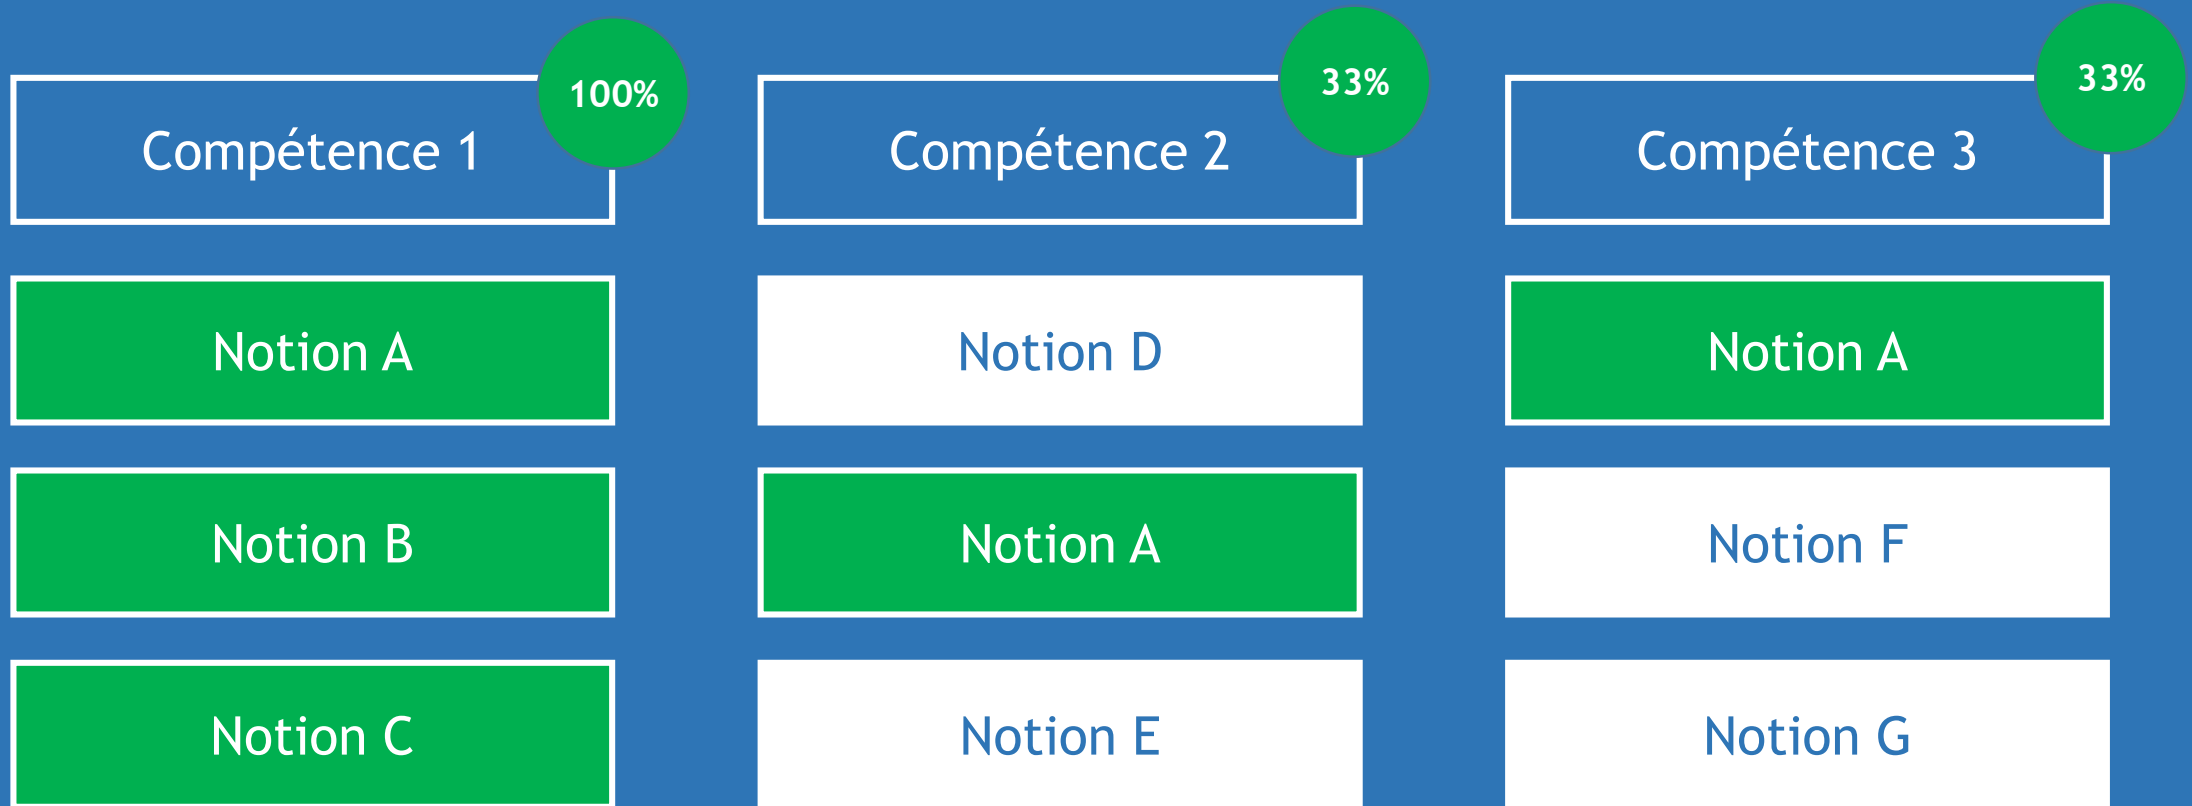 100%
33%
33%
Compétence 1
Compétence 2
Compétence 3
Notion A
Notion D
Notion A
Notion B
Notion A
Notion F
Notion C
Notion E
Notion G